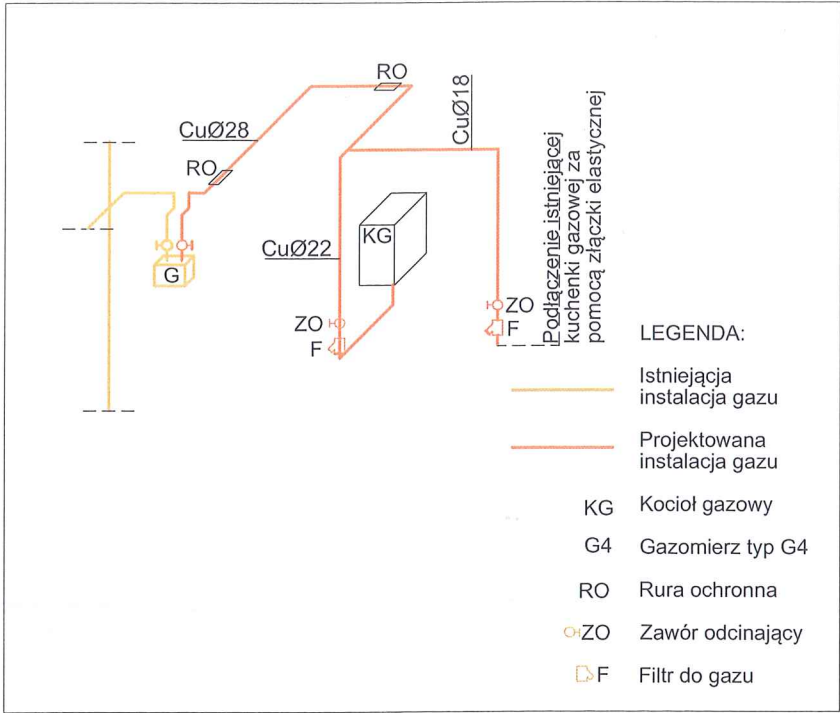 RO
CuØ28
CuØ18
RO
CuØ22
KG
G
ZO
F
ZO
F
Podłączenie istniejącej
kuchenki gazowej za
pomocą złączki elastycznej
LEGENDA:
Istniejącja
instalacja gazu
Projektowana
instalacja gazu
KG Kocioł gazowy
G4 Gazomierz typ G4
RO Rura ochronna
ZO Zawór odcinający
F Filtr do gazu